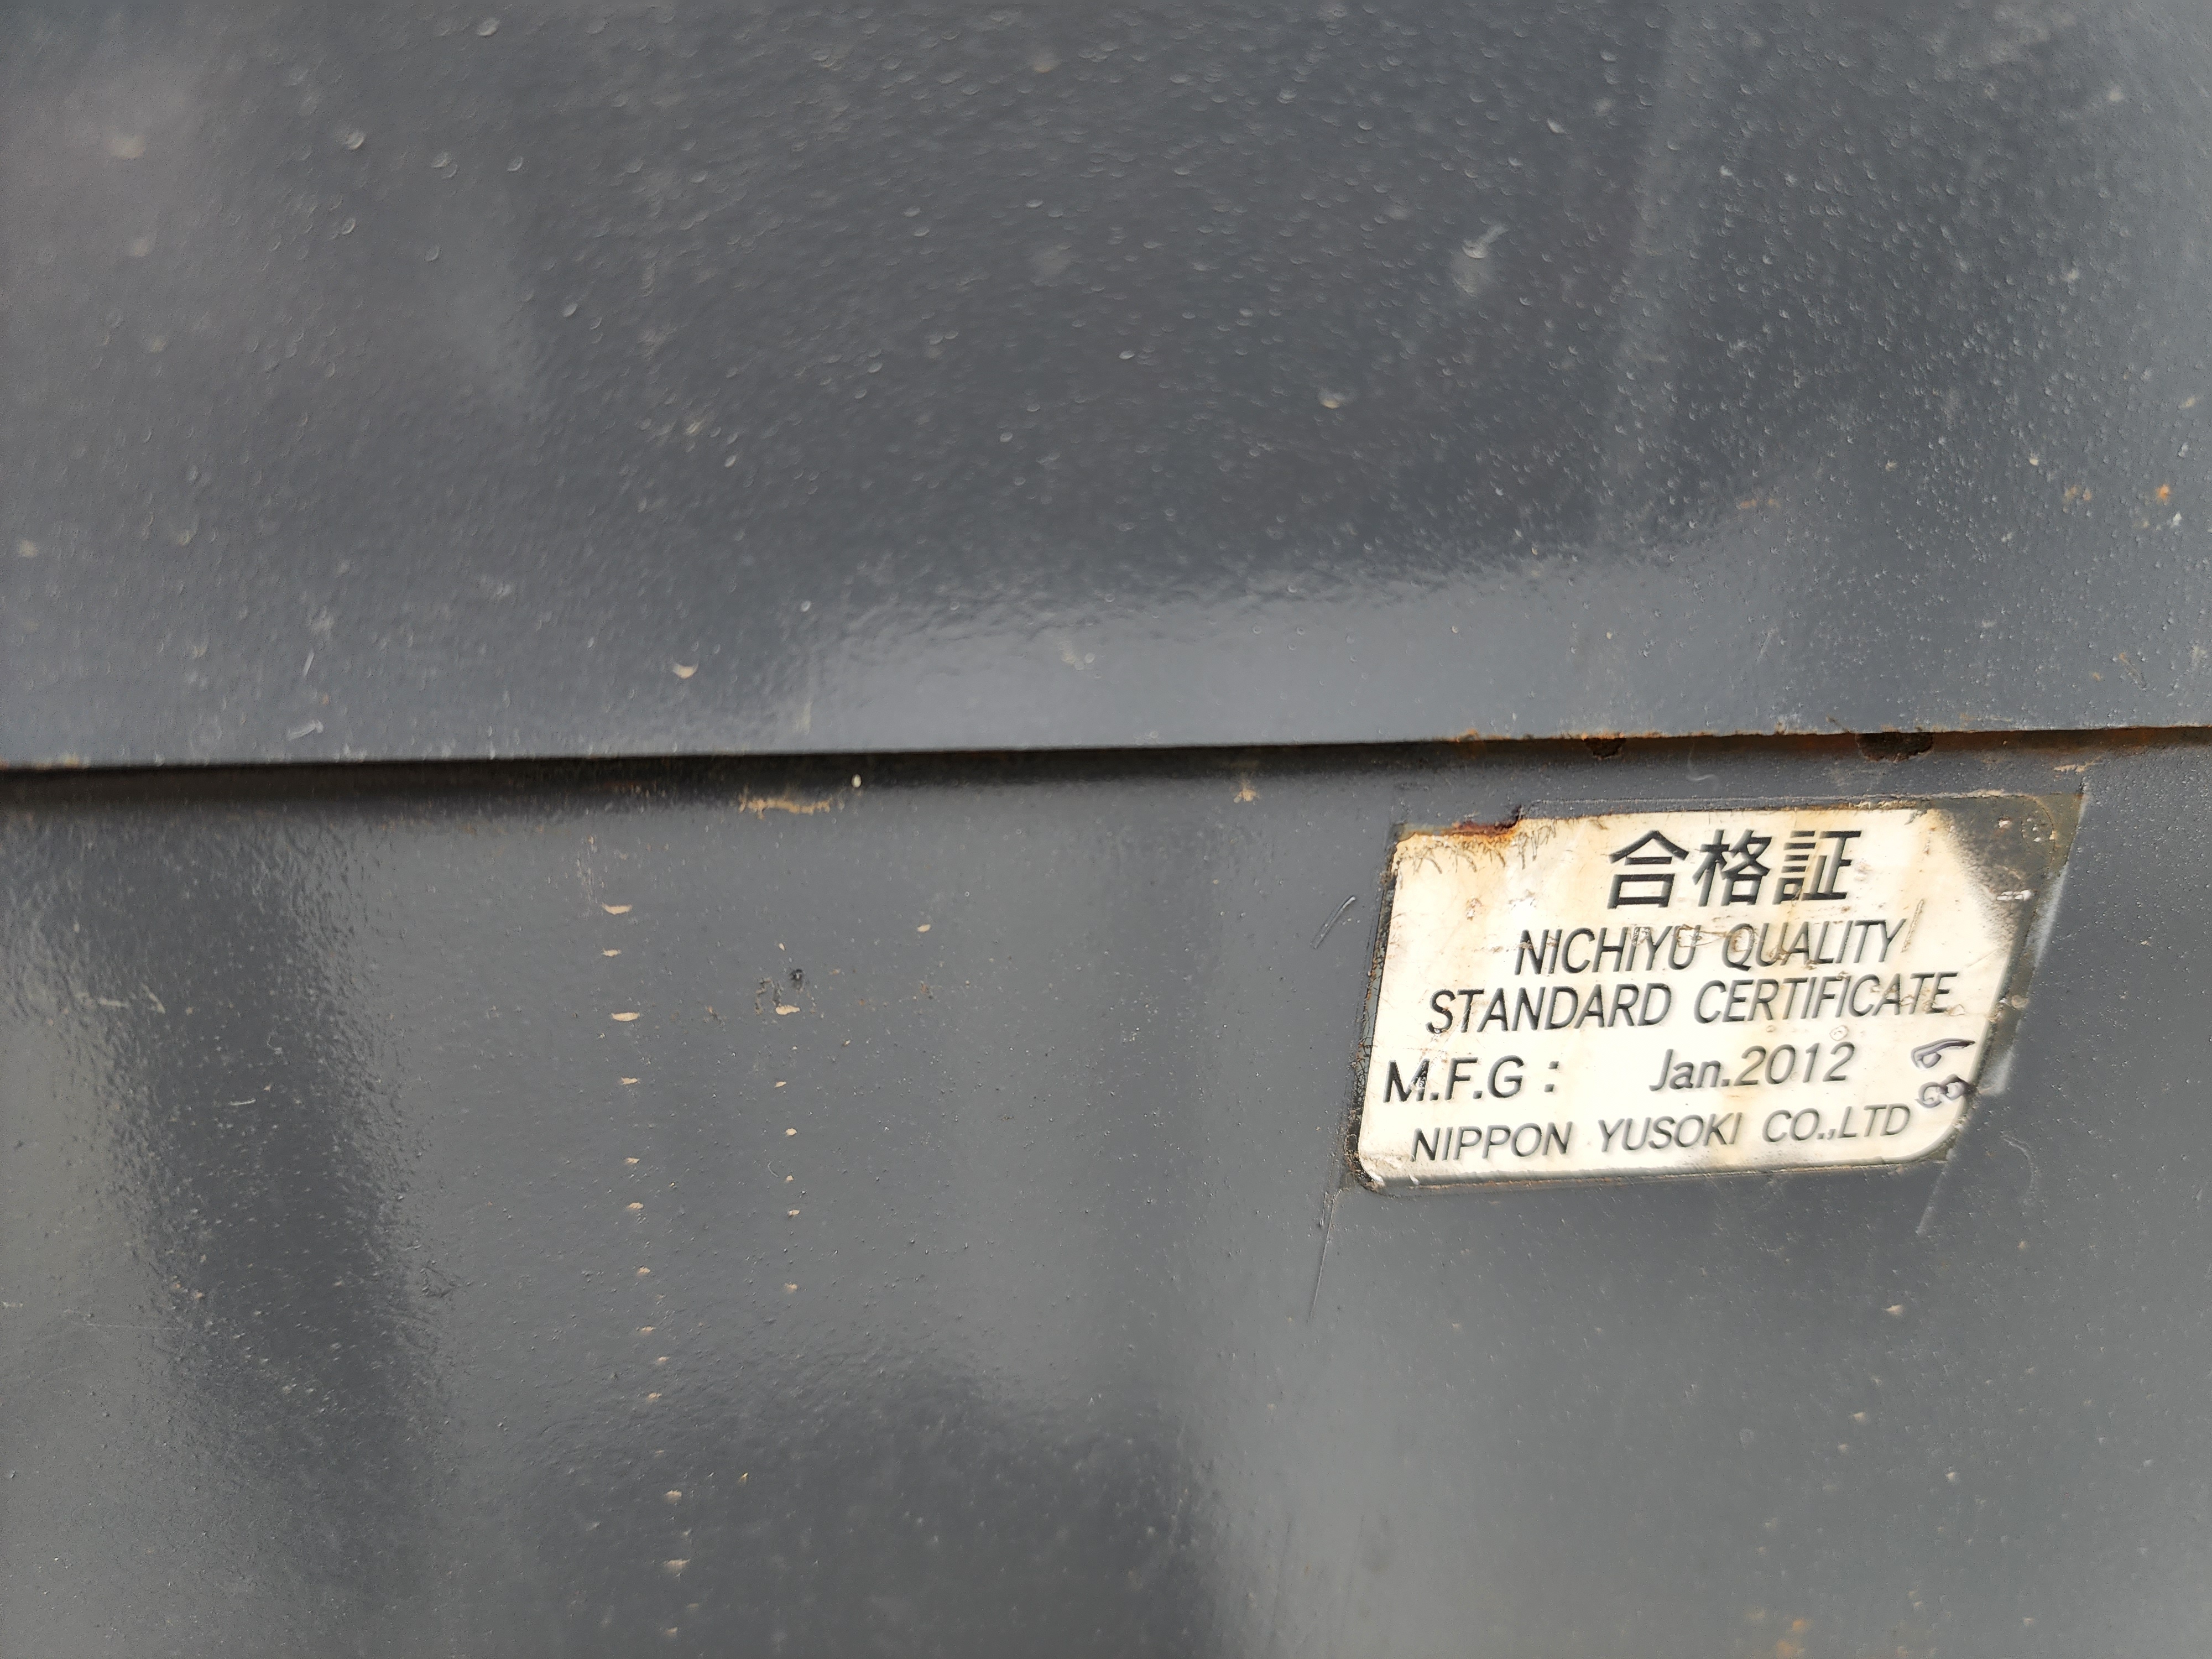 合格証
NICHIYU QUALITY
STANDARD CERTIFICATE
M.F.G : Jan.2012
NIPPON YUSOKI CO.,LTD